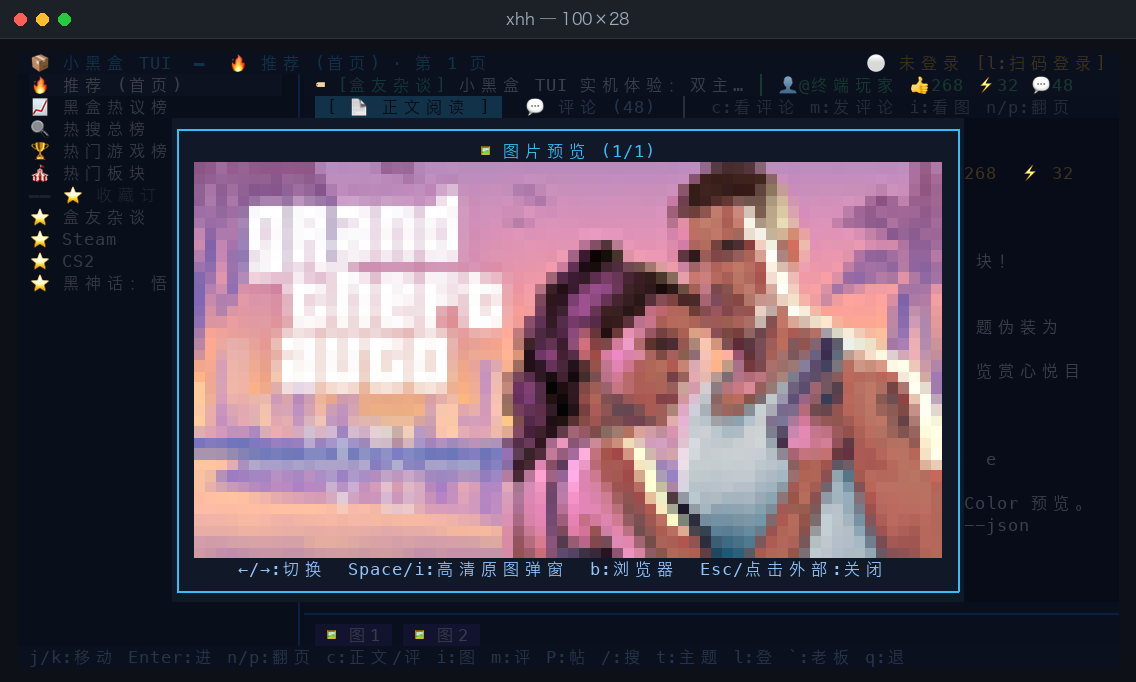 xhh — 100×28
小黑盒 TUI — 推荐 (首页) · 第 1 页
未登录 [l:扫码登录]
推荐 (首页)
[盒友杂谈] 小黑盒 TUI 实机体验: 双主…
@终端玩家 268 32 48
黑盒热议榜
[ 正文阅读 ] 评论 (48)
c:看评论 m:发评论 i:看图 n/p:翻页
热搜总榜
热门游戏榜
图片预览 (1/1)
热门板块
268 32
收藏订
盒友杂谈
Steam
CS2
块!
黑神话: 悟
题伪装为
览赏心悦目
e
Color 预览。
--json
←/→:切换 Space/i:高清原图弹窗 b:浏览器 Esc/点击外部:关闭
图1 图2
j/k:移动 Enter:进 n/p:翻页 c:正文/评 i:图 m:评 P:帖 /:搜 t:主题 l:登 `:老板 q:退